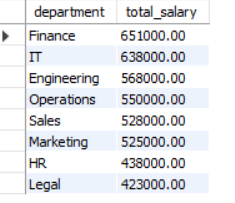 department total_salary
Finance 651000.00
IT 638000.00
Engineering 568000.00
Operations 550000.00
Sales 528000.00
Marketing 525000.00
HR 438000.00
Legal 423000.00